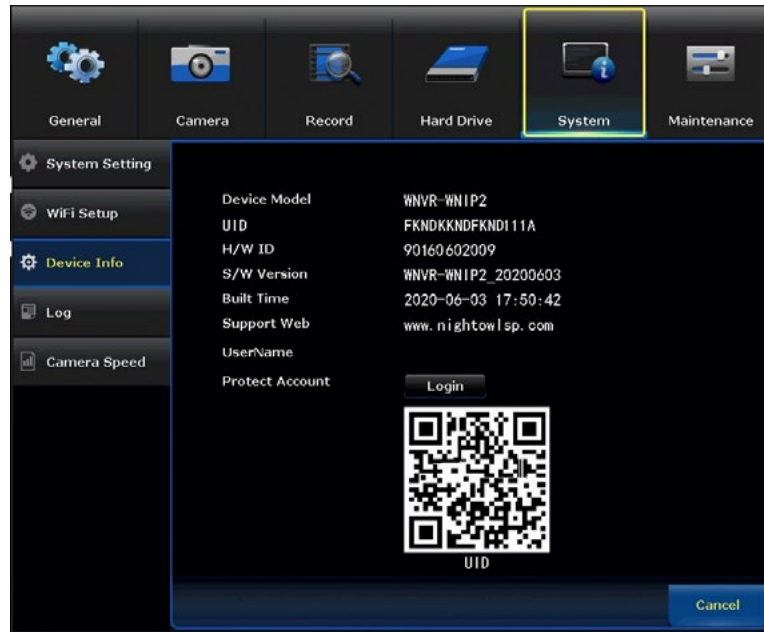 General Camera Record Hard Drive System Maintenance
System Setting
WiFi Setup
Device Info
Log
Camera Speed
Device Model WNVR-WNIP2
UID FKNDKKNDFKND111A
H/W ID 90160602009
S/W Version WNVR-WNIP2_20200603
Built Time 2020-06-03 17:50:42
Support Web www.nightowlsp.com
UserName
Protect Account Login
UID
Cancel